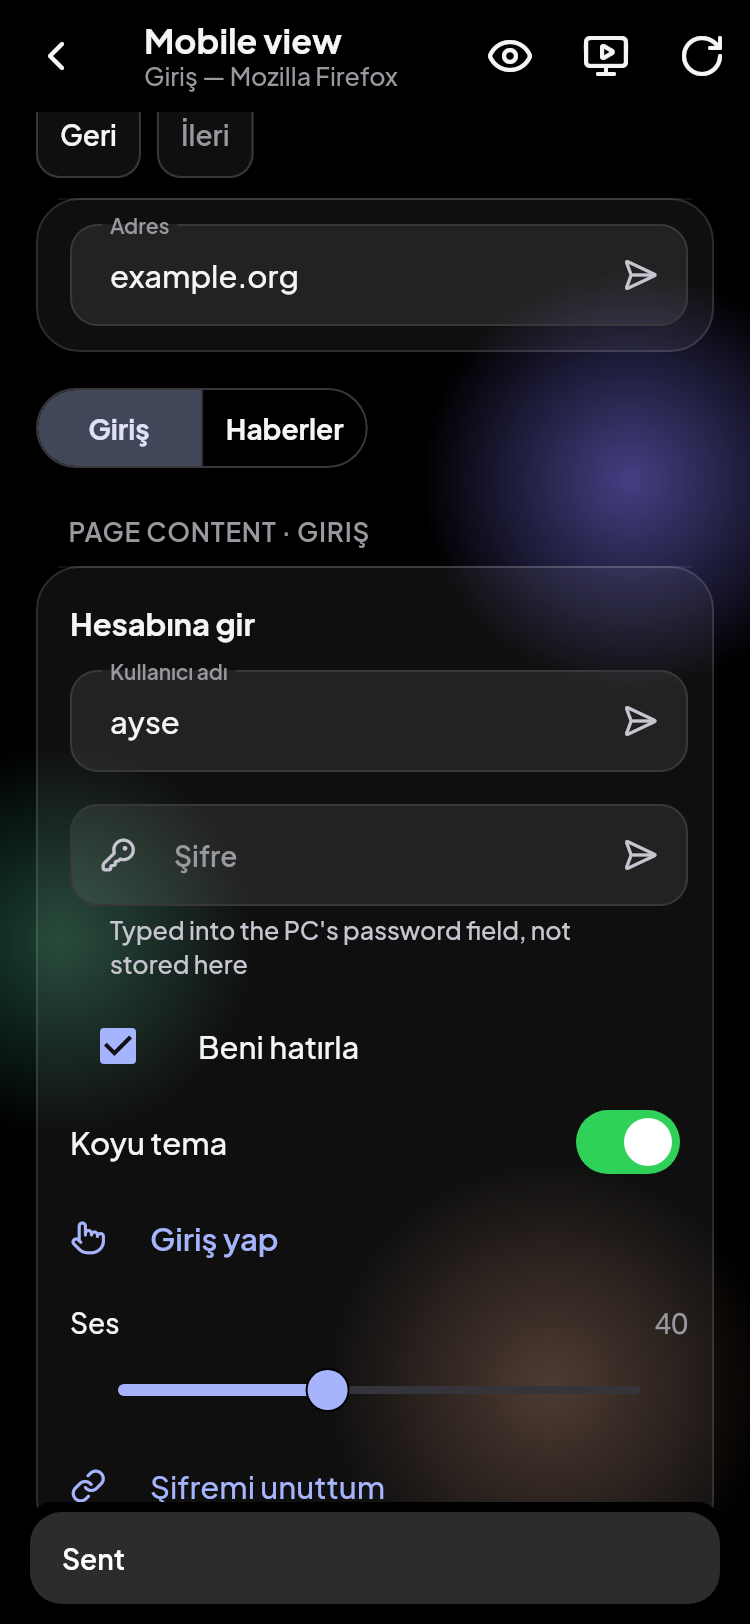 Mobile view
Giriş — Mozilla Firefox
Geri
İleri
Adres
example.org
Giriş
Haberler
PAGE CONTENT · GIRIŞ
Hesabına gir
Kullanıcı adı
ayse
Şifre
Typed into the PC's password field, not
stored here
Beni hatırla
Koyu tema
Giriş yap
Ses
40
Şifremi unuttum
Sent